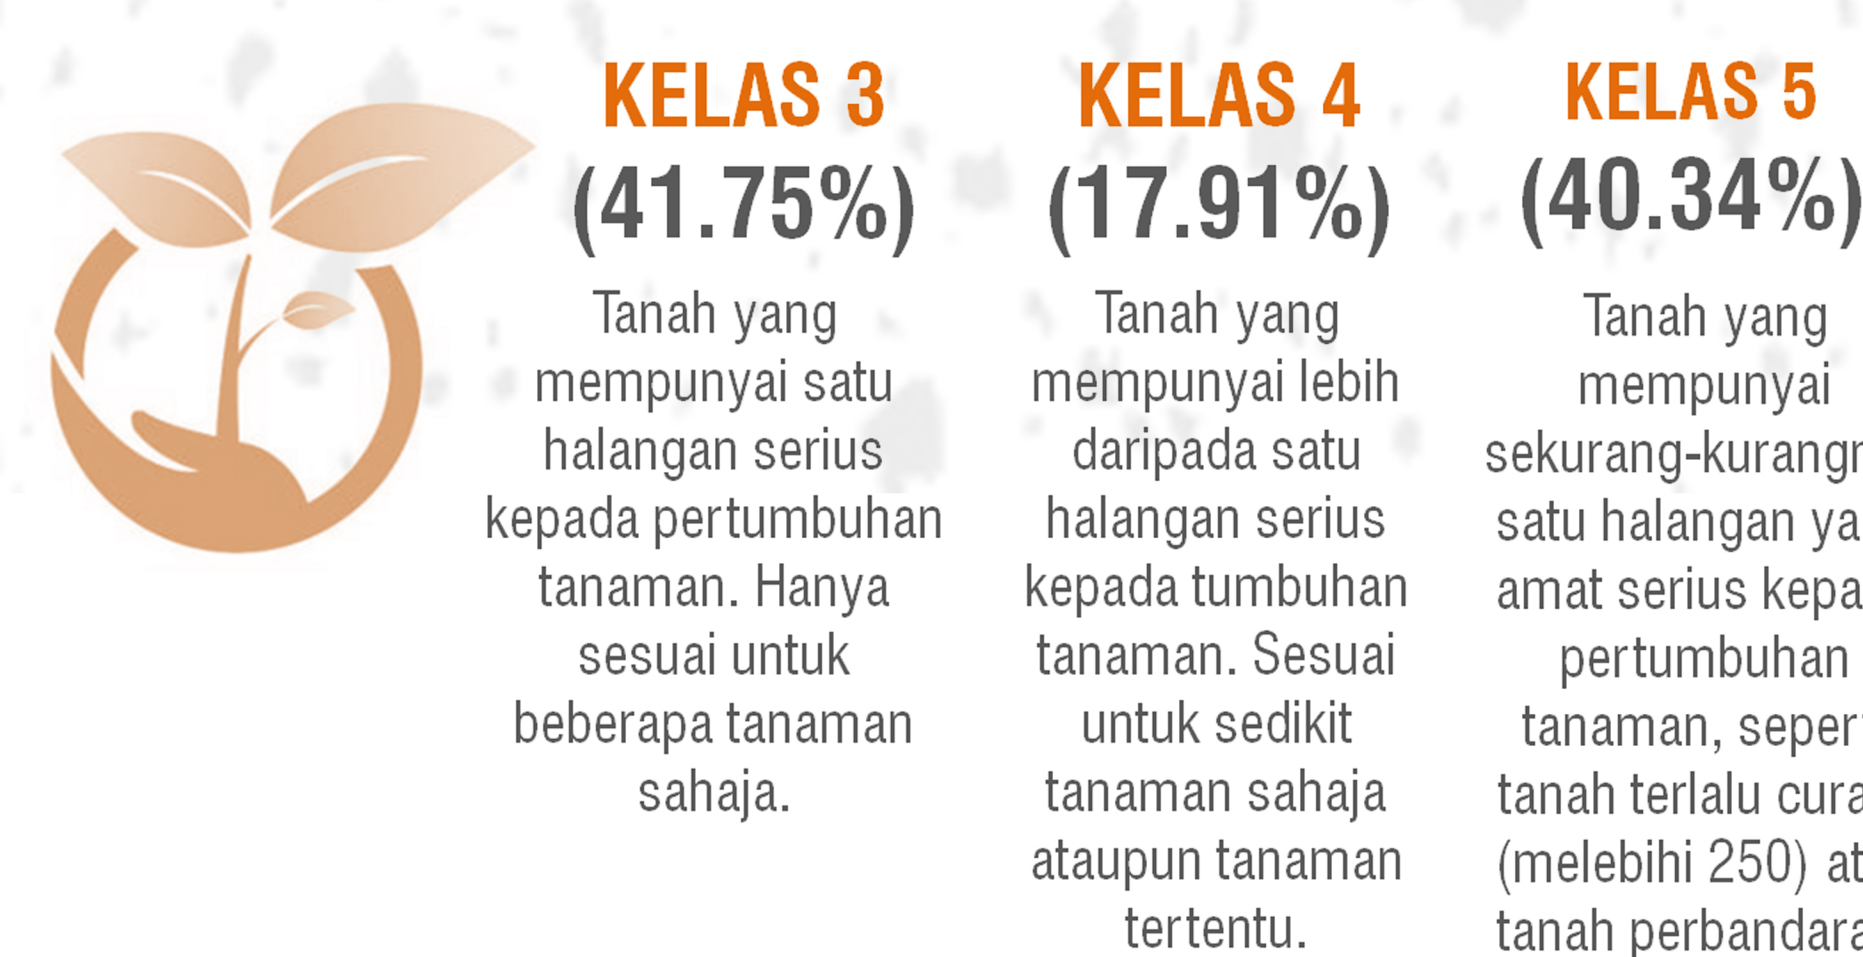 KELAS 3
(41.75%)
Tanah yang
mempunyai satu
halangan serius
kepada pertumbuhan
tanaman. Hanya
sesuai untuk
beberapa tanaman
sahaja.
KELAS 4
(17.91%)
Tanah yang
mempunyai lebih
daripada satu
halangan serius
kepada tumbuhan
tanaman. Sesuai
untuk sedikit
tanaman sahaja
ataupun tanaman
tertentu.
KELAS 5
(40.34%)
Tanah yang
mempunyai
satu halangan
amat serius
pertumbuhan
tanaman,
tanah terlalu
(melebihi 250)
tanah